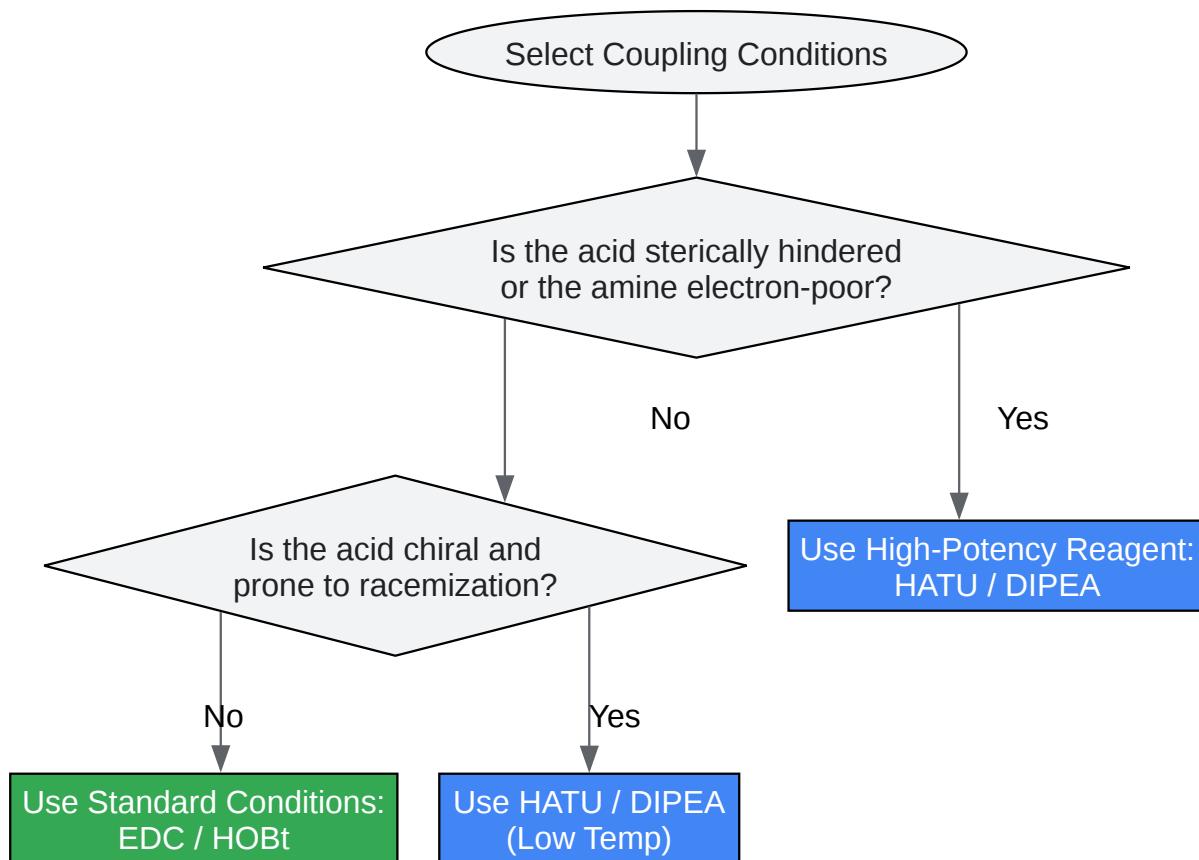 Select Coupling Conditions
Is the acid sterically hindered
or the amine electron-poor?
No
Yes
Is the acid chiral and
prone to racemization?
Use High-Potency Reagent:
HATU / DIPEA
No
Yes
Use Standard Conditions:
EDC / HOBt
Use HATU / DIPEA
(Low Temp)